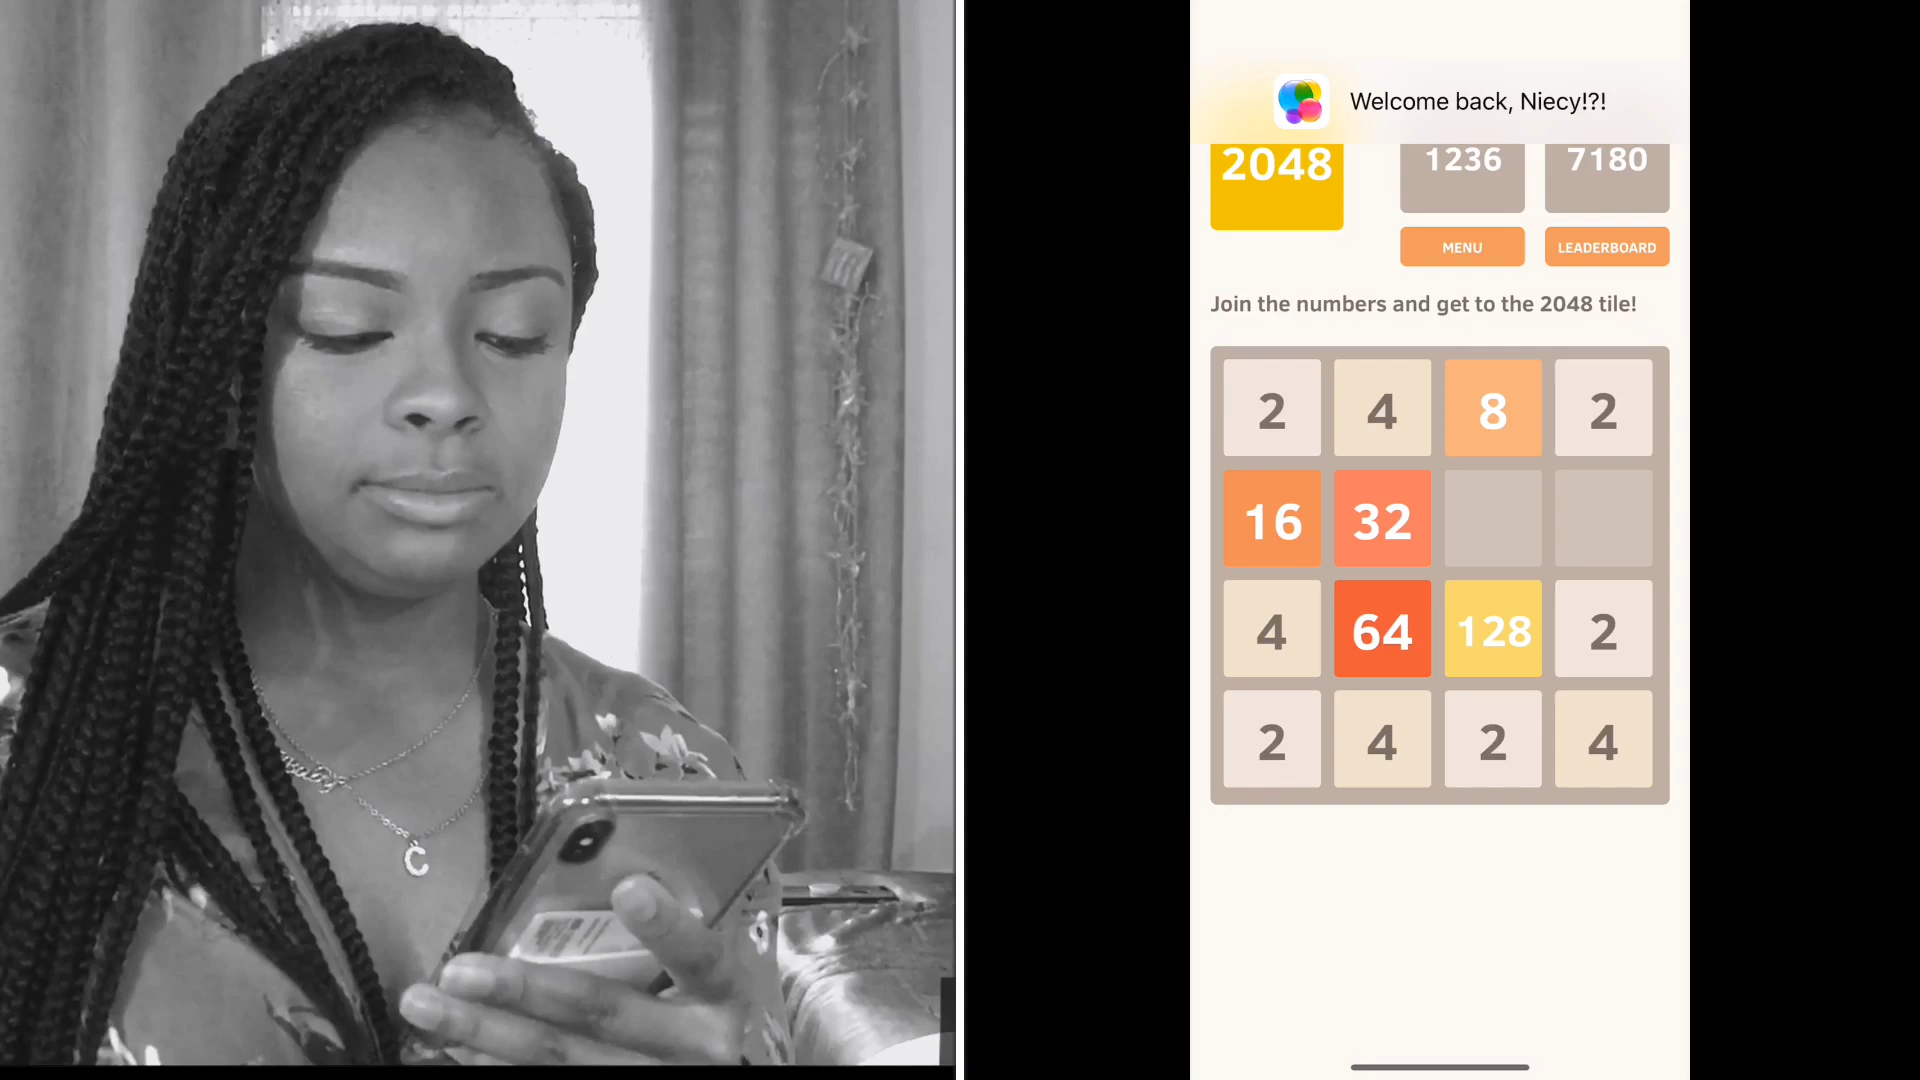 Welcome back, Niecy!?!
2048
1236
7180
MENU
LEADERBOARD
Join the numbers and get to the 2048 tile!
2 4 8 2
16 32
4 64 128 2
2 4 2 4
C